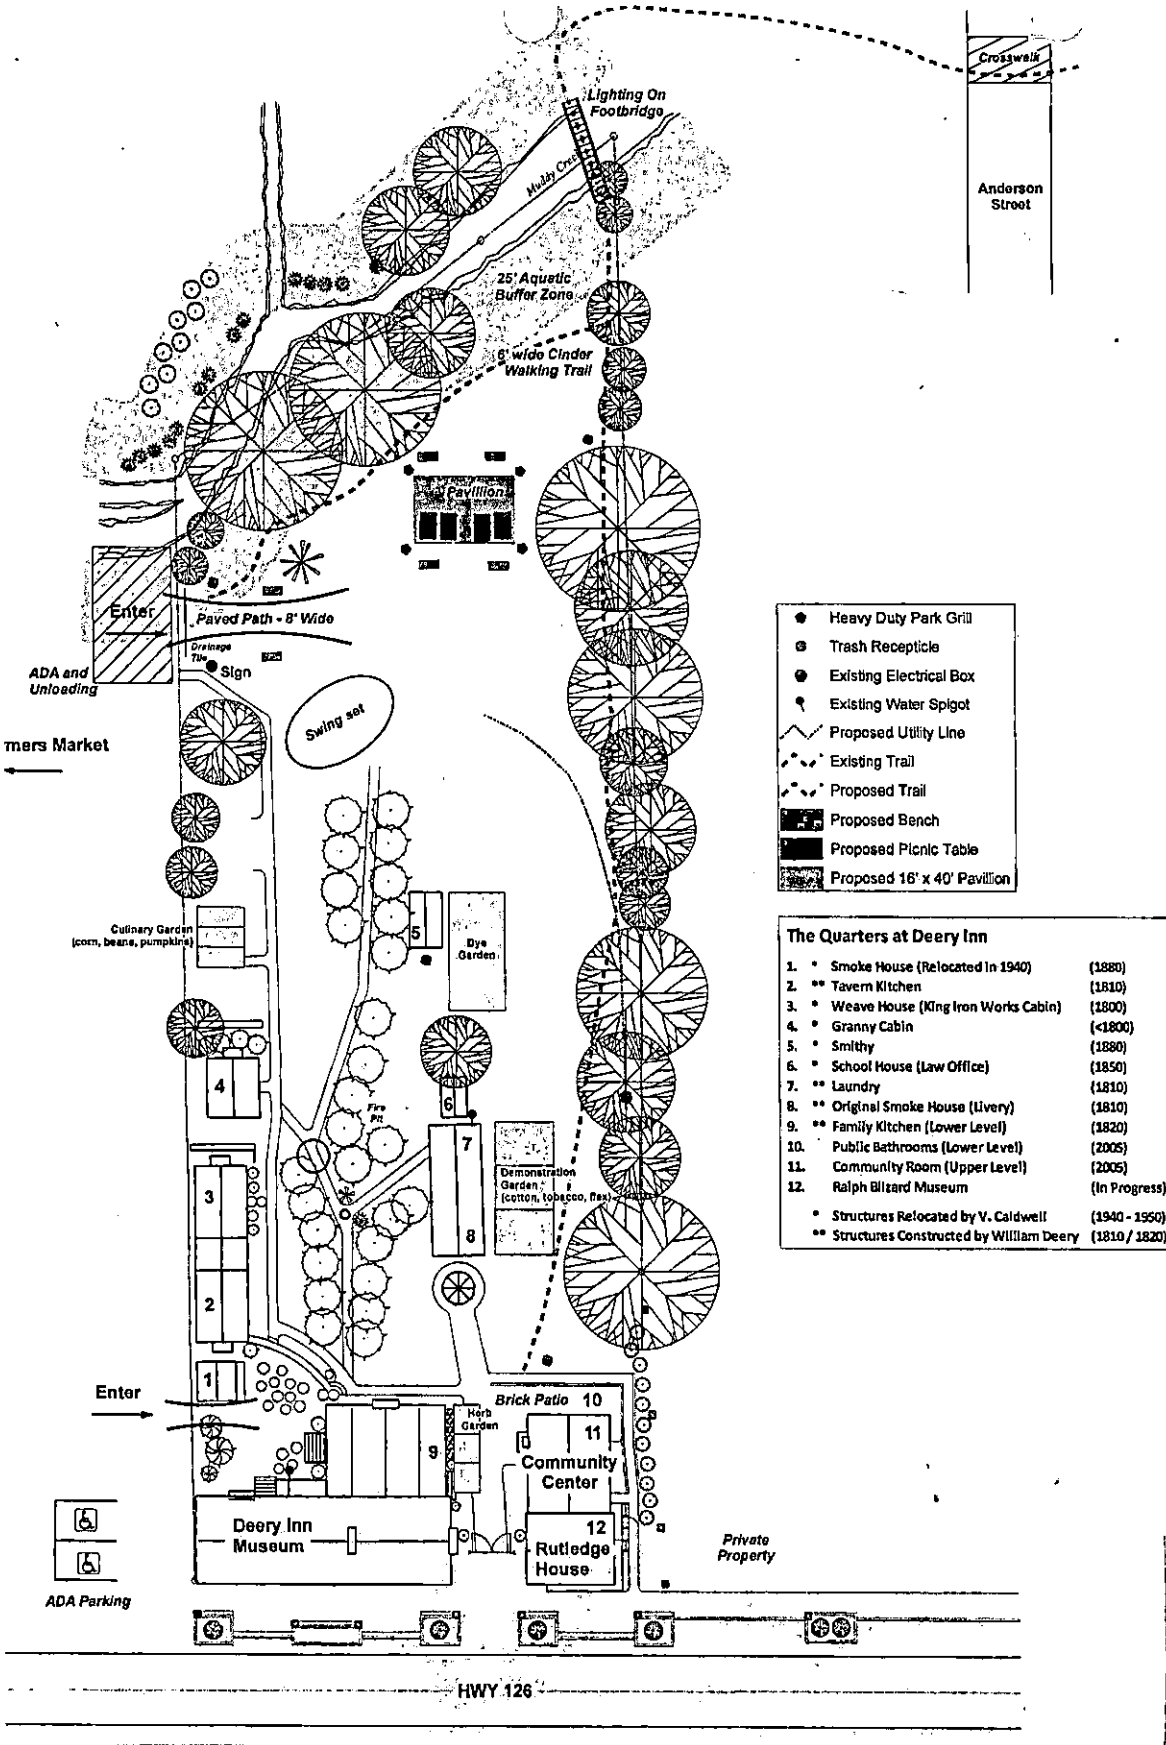 Crosswalk
Lighting On
Footbridge
Muddy Creek
Anderson
Street
25' Aquatic
Buffer Zone
6' wide Cinder
Walking Trail
Pavillion
Enter
Paved Path - 8' Wide
Drainage
Tile
Sign
ADA and
Unloading
Swing set
rmers Market
Heavy Duty Park Grill
Trash Recepticle
Existing Electrical Box
Existing Water Spigot
Proposed Utility Line
Existing Trail
Proposed Trail
Proposed Bench
Proposed Picnic Table
Proposed 16' x 40' Pavillion
Culinary Garden
(corn, beans, pumpkins)
5
Dye
Garden
The Quarters at Deery Inn
1. * Smoke House (Relocated in 1940) (1880)
2. ** Tavern Kitchen (1810)
3. * Weave House (King Iron Works Cabin) (1800)
4. * Granny Cabin (<1800)
5. * Smithy (1880)
6. * School House (Law Office) (1850)
7. ** Laundry (1810)
8. ** Original Smoke House (Livery) (1810)
9. ** Family Kitchen (Lower Level) (1820)
10. Public Bathrooms (Lower Level) (2005)
11. Community Room (Upper Level) (2005)
12. Ralph Blizard Museum (In Progress)
* Structures Relocated by V. Caldwell (1940 - 1950)
** Structures Constructed by William Deery (1810 / 1820)
4
6
Fire
Pit
7
3
Demonstration
Garden
(cotton, tobacco, flax)
8
2
1
Enter
Brick Patio 10
Herb
Garden
11
9
Community
Center
Deery Inn
Museum
12
Rutledge
House
Private
Property
ADA Parking
HWY 126